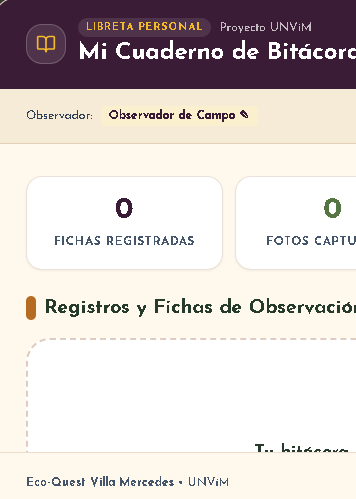 LIBRETA PERSONAL Proyecto UNViM
Mi Cuaderno de Bitácora
Observador: Observador de Campo ✎
0 0
FICHAS REGISTRADAS FOTOS CAPTU
Registros y Fichas de Observación
Tu bitácora
Eco-Quest Villa Mercedes • UNViM